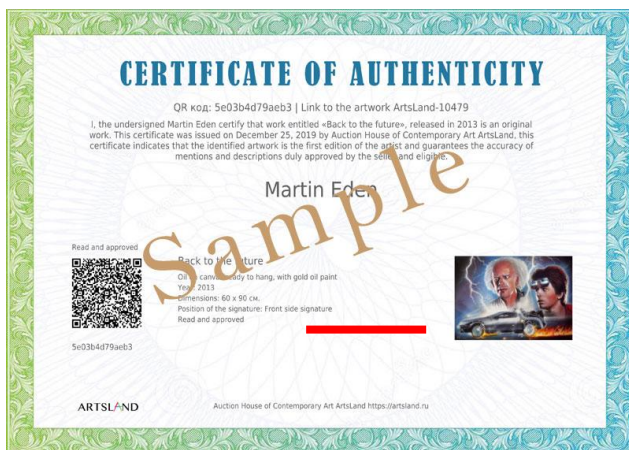 CERTIFICATE OF AUTHENTICITY
QR код: 5e03b4d79aeb3 | Link to the artwork ArtsLand-10479
I, the undersigned Martin Eden certify that work entitled «Back to the future», released in 2013 is an original
work. This certificate was issued on December 25, 2019 by Auction House of Contemporary Art ArtsLand, this
certificate indicates that the identified artwork is the first edition of the artist and guarantees the accuracy of
mentions and descriptions duly approved by the seller and eligible.
Martin Eden
Sample
Read and approved
Back to the future
Oil on canvas, ready to hang, with gold oil paint
Year: 2013
Dimensions: 60 x 90 см.
Position of the signature: Front side signature
Read and approved
5e03b4d79aeb3
ARTSLAND
Auction House of Contemporary Art ArtsLand https://artsland.ru